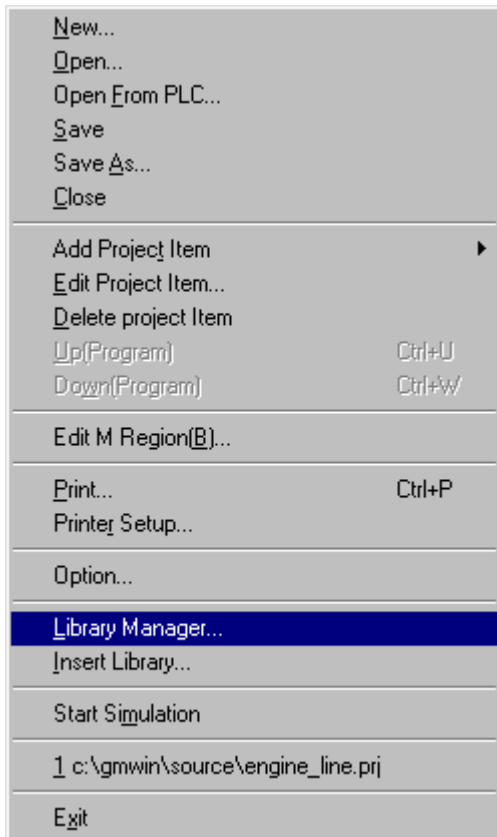 New...
Open...
Open From PLC...
Save
Save As...
Close
Add Project Item
Edit Project Item...
Delete project Item
Up(Program) Ctrl+U
Down(Program) Ctrl+W
Edit M Region(B)...
Print... Ctrl+P
Printer Setup...
Option...
Library Manager...
Insert Library...
Start Simulation
1 c:\gmwin\source\engine_line.prj
Exit